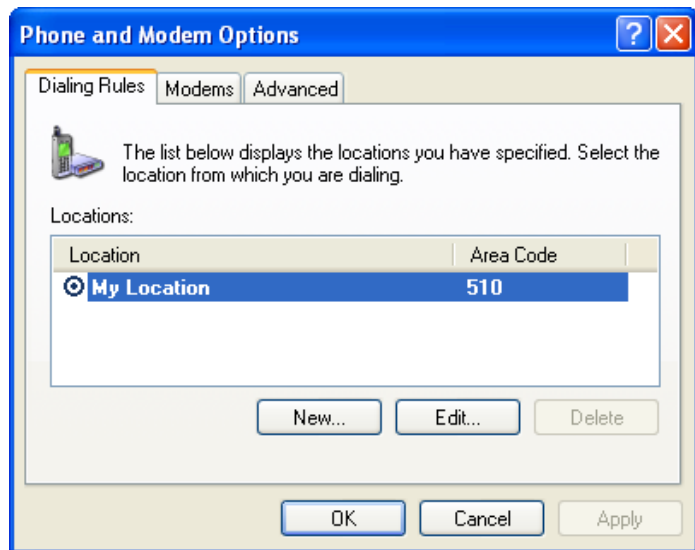 Phone and Modem Options
Dialing Rules Modems Advanced
The list below displays the locations you have specified. Select the
location from which you are dialing.
Locations:
Location Area Code
My Location 510
New... Edit... Delete
OK Cancel Apply